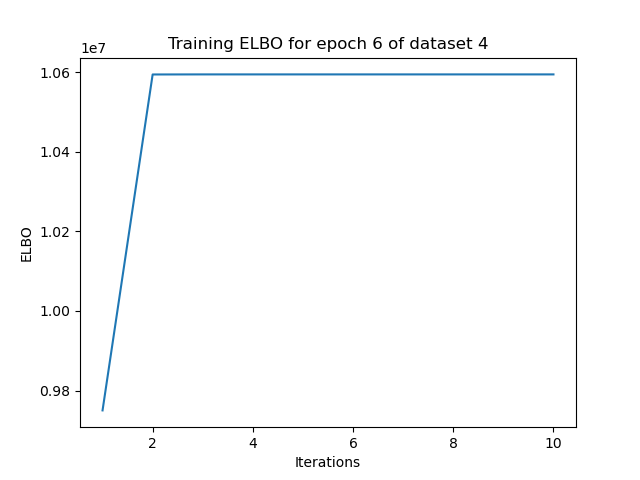 Training ELBO for epoch 6 of dataset 4
1e7
1.06
1.04
1.02
1.00
0.98
ELBO
2 4 6 8 10
Iterations